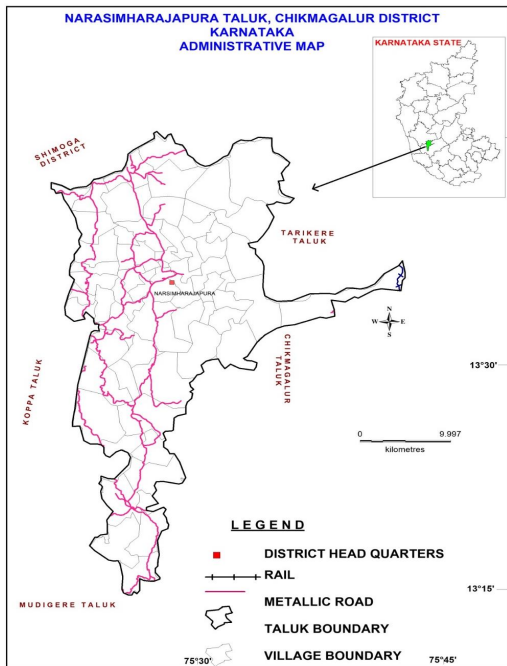 NARASIMHARAJAPURA TALUK, CHIKMAGALUR DISTRICT
KARNATAKA
ADMINISTRATIVE MAP
KARNATAKA STATE
SHIMOGA
DISTRICT
TARIKERE
TALUK
NARSIMHARAJAPURA
N
W E
S
CHIKMAGALUR
TALUK
KOPPA TALUK
13°30'
0 9.997
kilometres
LEGEND
DISTRICT HEAD QUARTERS
RAIL
METALLIC ROAD
TALUK BOUNDARY
VILLAGE BOUNDARY
MUDIGERE TALUK
13°15'
75°30'
75°45'